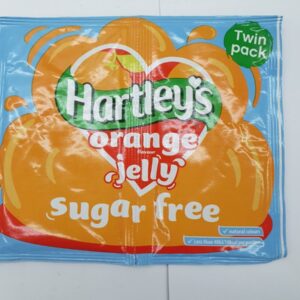 Twin
pack
Hartley's
orange
flavour
jelly
sugar free
natural colours